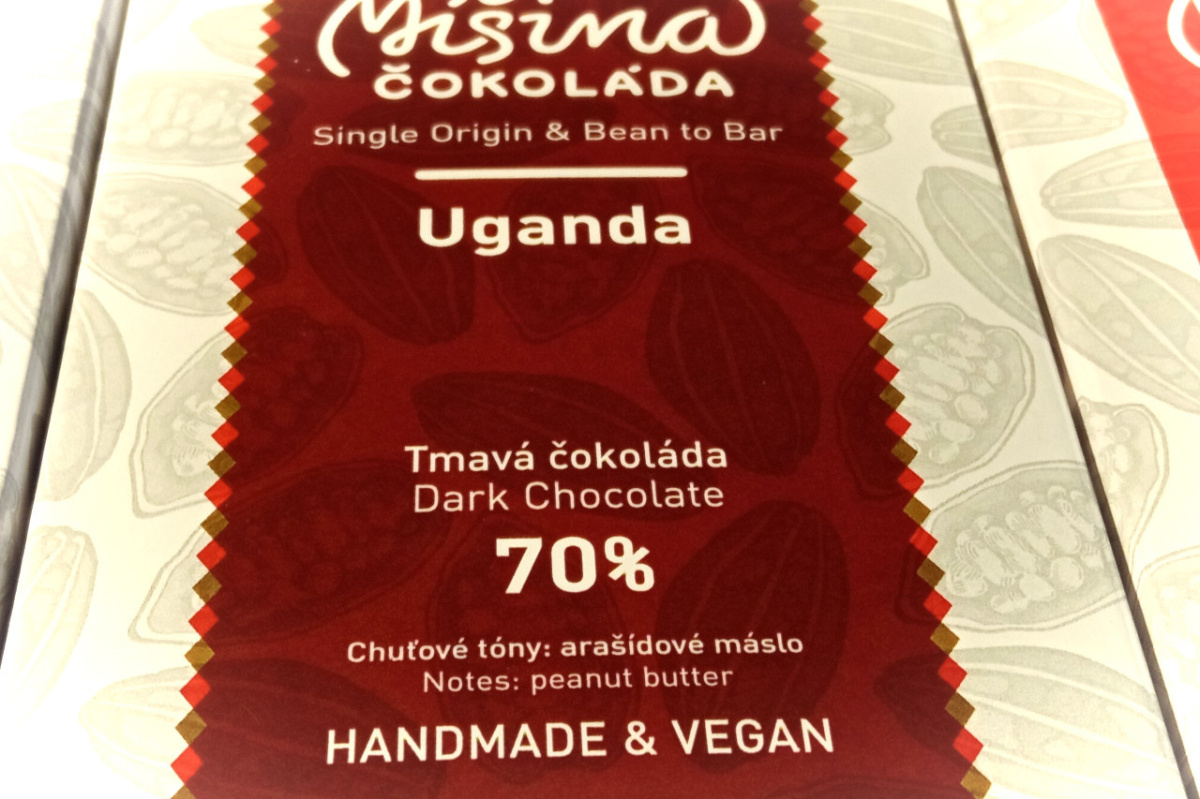 Míšina
ČOKOLÁDA
Single Origin & Bean to Bar
Uganda
Tmavá čokoláda
Dark Chocolate
70%
Chuťové tóny: arašídové máslo
Notes: peanut butter
HANDMADE & VEGAN